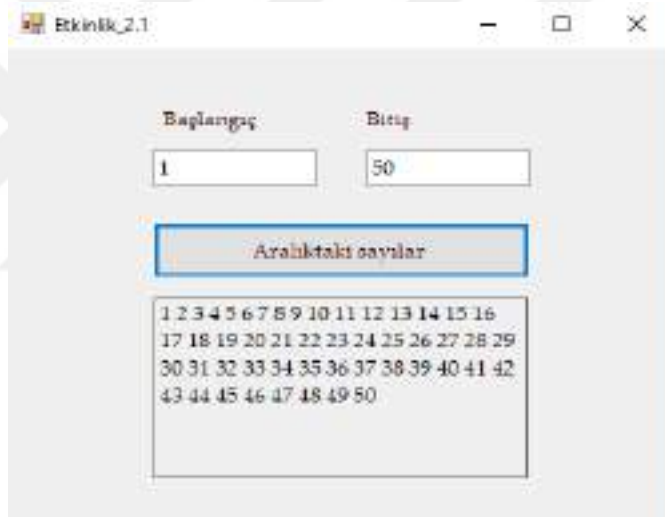 Etkinlik_2.1
Başlangıç Bitiş
1 50
Aralıktaki sayılar
1 2 3 4 5 6 7 8 9 10 11 12 13 14 15 16
17 18 19 20 21 22 23 24 25 26 27 28 29
30 31 32 33 34 35 36 37 38 39 40 41 42
43 44 45 46 47 48 49 50